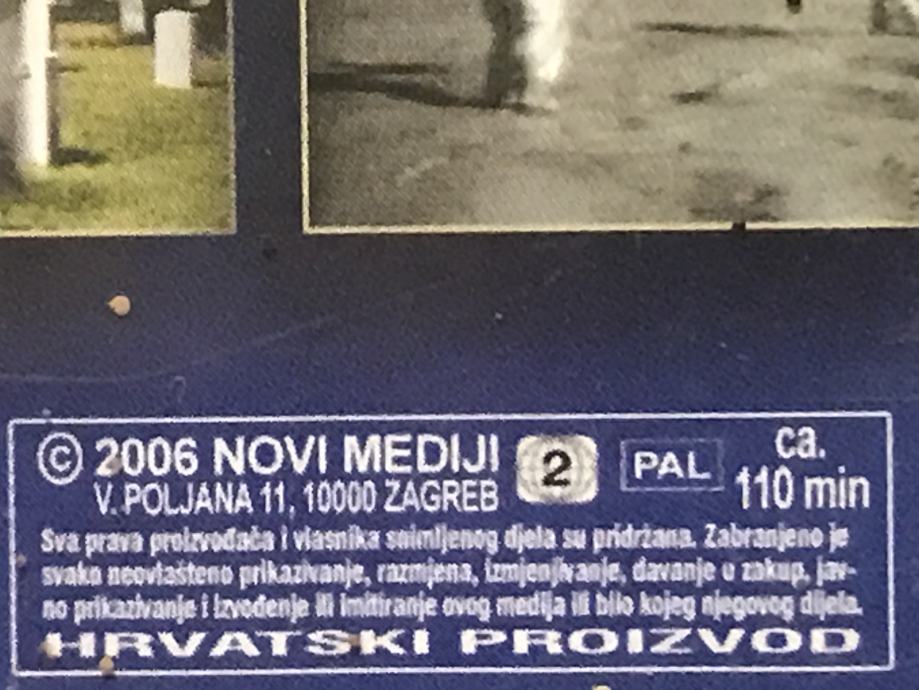 © 2006 NOVI MEDIJI
V. POLJANA 11, 10000 ZAGREB
2
PAL
ca.
110 min
Sva prava proizvođača i vlasnika snimljenog djela su pridržana. Zabranjeno je
svako neovlašteno prikazivanje, razmjena, izmjenjivanje, davanje u zakup, jav-
no prikazivanje i izvođenje ili imitiranje ovog medija ili bilo kojeg njegovog dijela.
HRVATSKI PROIZVOD